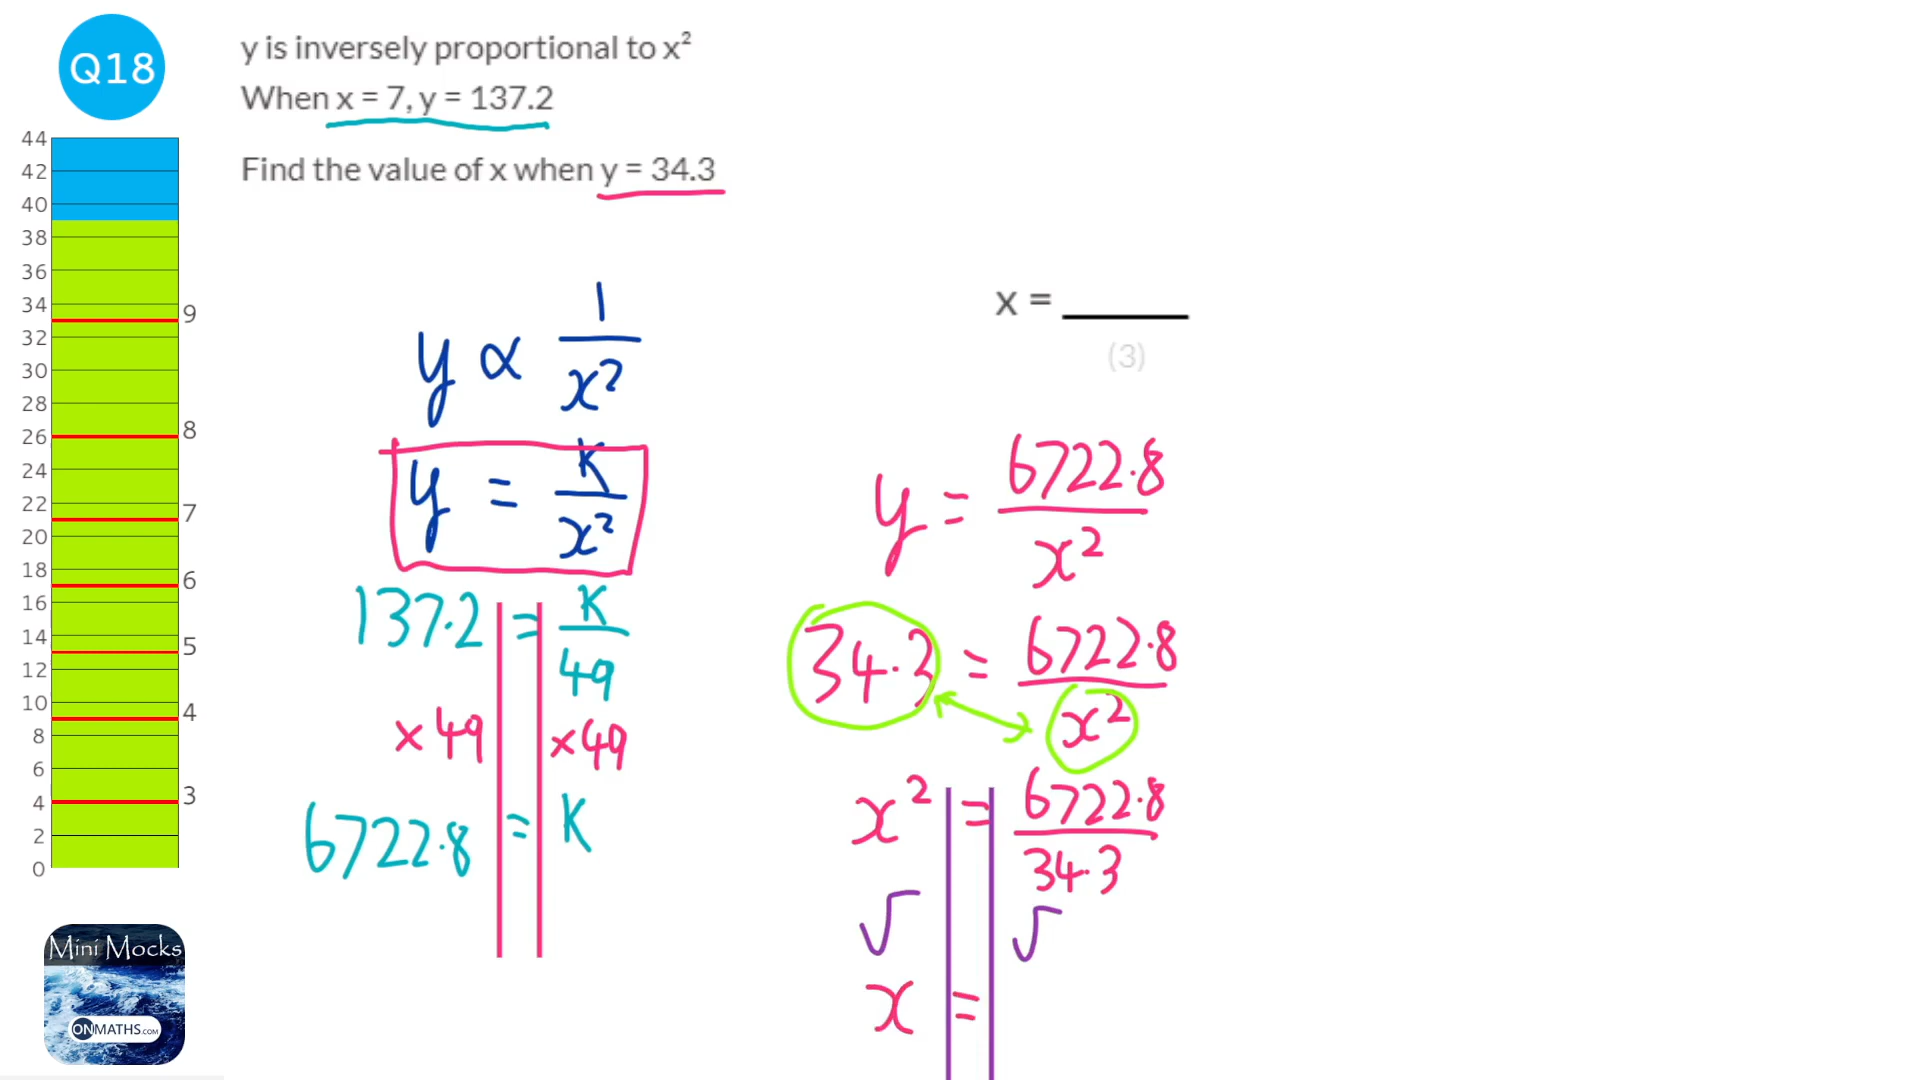 Q18
y is inversely proportional to x²
When x = 7, y = 137.2
Find the value of x when y = 34.3
x = ______
(3)
44
42
40
38
36
34
32
30
28
26
24
22
20
18
16
14
12
10
8
6
4
2
0
9
8
7
6
5
4
3
y ∝ 1/x²
y = K/x²
137.2 = K/49
×49 ×49
6722.8 = K
y = 6722.8/x²
34.3 = 6722.8/x²
x² = 6722.8/34.3
√ √
x =
Mini Mocks
ONMATHS.COM